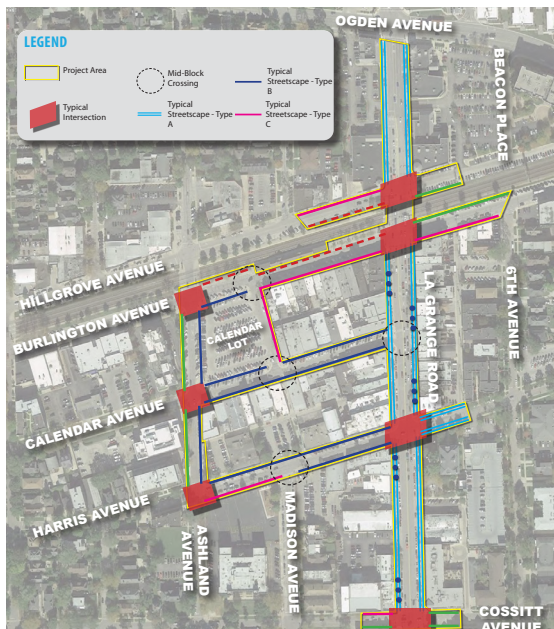 OGDEN AVENUE
LEGEND
Project Area
Mid-Block
Crossing
Typical
Streetscape - Type
B
Typical
Intersection
Typical
Streetscape - Type
A
Typical
Streetscape - Type
C
BEACON PLACE
HILLGROVE AVENUE
BURLINGTON AVENUE
CALENDAR
LOT
LA GRANGE ROAD
6TH AVENUE
CALENDAR AVENUE
HARRIS AVENUE
ASHLAND
AVENUE
MADISON AVEUE
COSSITT
AVENUE